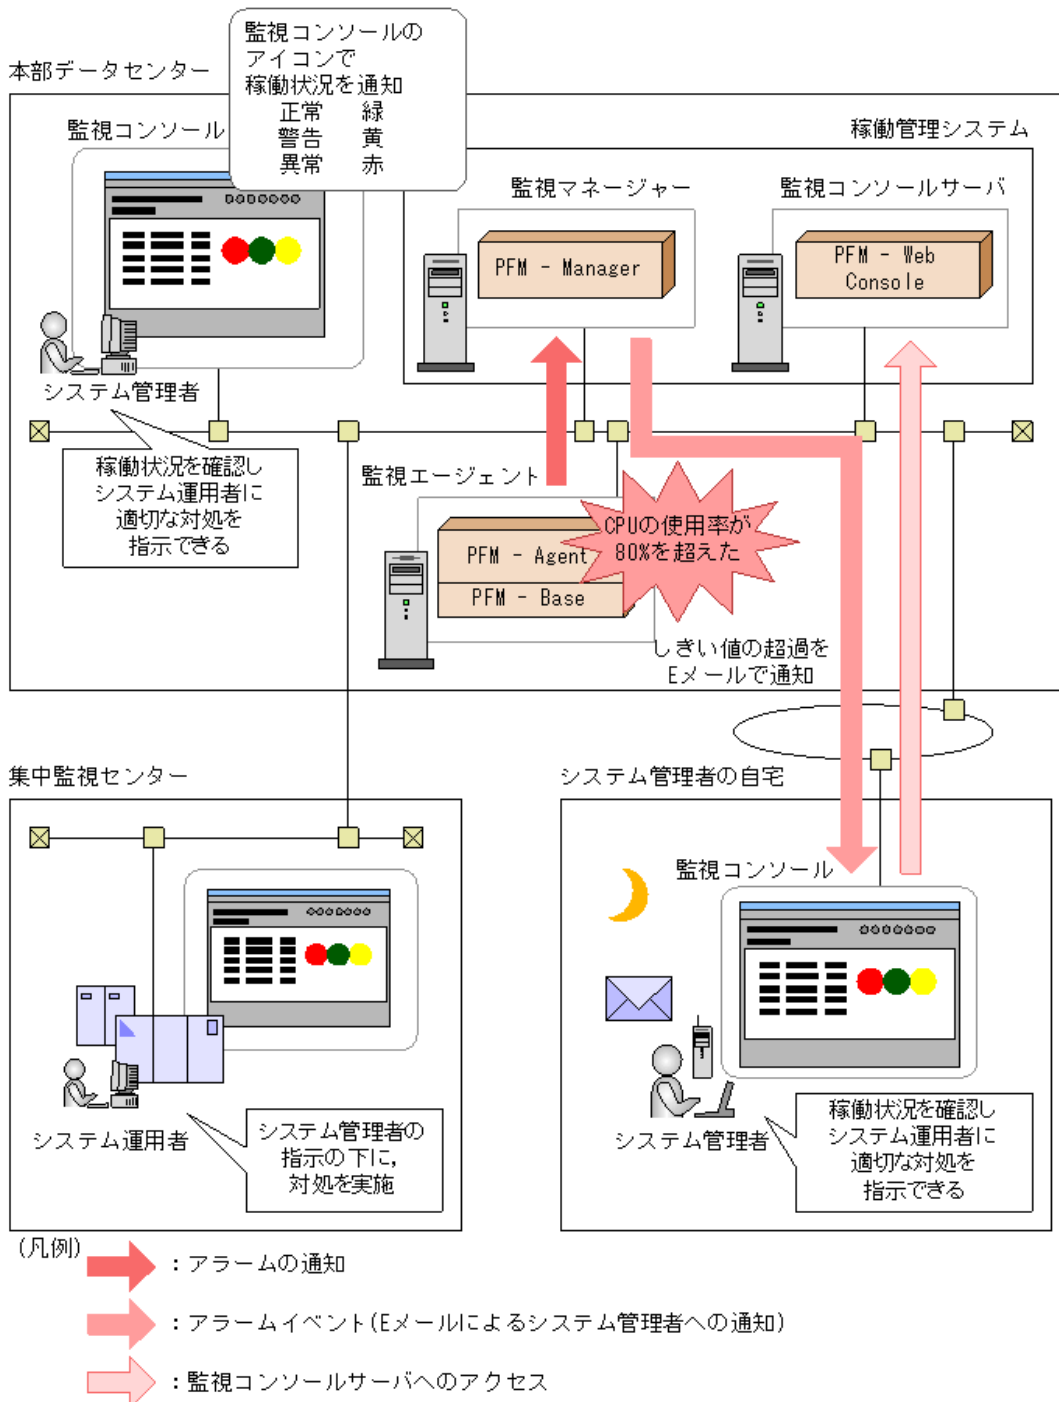 監視コンソールの
アイコンで
稼働状況を通知
正常 緑
警告 黄
異常 赤
本部データセンター
監視コンソール
稼働管理システム
監視マネージャー
監視コンソールサーバ
PFM - Manager
PFM - Web
Console
システム管理者
稼働状況を確認し
システム運用者に
適切な対処を
指示できる
監視エージェント
PFM - Agent
PFM - Base
CPUの使用率が
80%を超えた
しきい値の超過を
Eメールで通知
集中監視センター
システム管理者の自宅
監視コンソール
システム運用者
システム管理者の
指示の下に,
対処を実施
システム管理者
稼働状況を確認し
システム運用者に
適切な対処を
指示できる
(凡例)
：アラームの通知
：アラームイベント(Eメールによるシステム管理者への通知)
：監視コンソールサーバへのアクセス